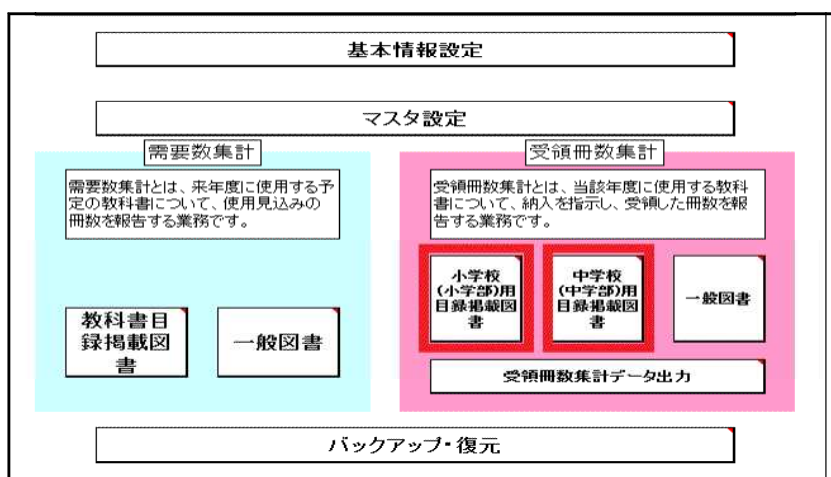 基本情報設定
マスタ設定
需要数集計
需要数集計とは、来年度に使用する予
定の教科書について、使用見込みの
冊数を報告する業務です。
教科書目
録掲載図
書
一般図書
受領冊数集計
受領冊数集計とは、当該年度に使用する教科
書について、納入を指示し、受領した冊数を報
告する業務です。
小学校
(小学部)用
目録掲載図
書
中学校
(中学部)用
目録掲載図
書
一般図書
受領冊数集計データ出力
バックアップ・復元